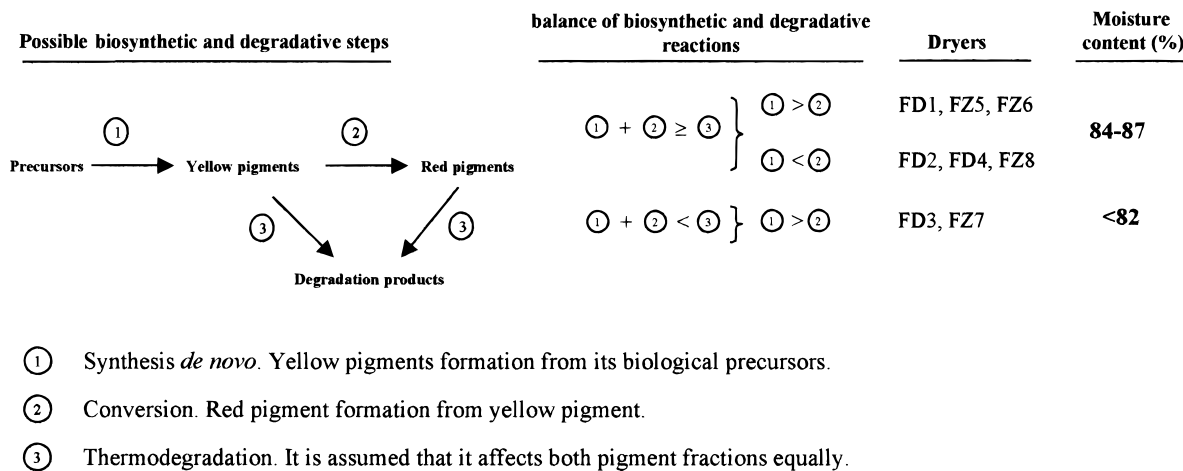 Possible biosynthetic and degradative steps
balance of biosynthetic and degradative
reactions
Dryers
Moisture
content (%)
① 
②
Precursors
Yellow pigments
Red pigments
③
③
Degradation products
① + ② ≥ ③
① > ②
FD1, FZ5, FZ6
84-87
① < ②
FD2, FD4, FZ8
① + ② < ③
① > ②
FD3, FZ7
<82
① Synthesis de novo. Yellow pigments formation from its biological precursors.
② Conversion. Red pigment formation from yellow pigment.
③ Thermodegradation. It is assumed that it affects both pigment fractions equally.